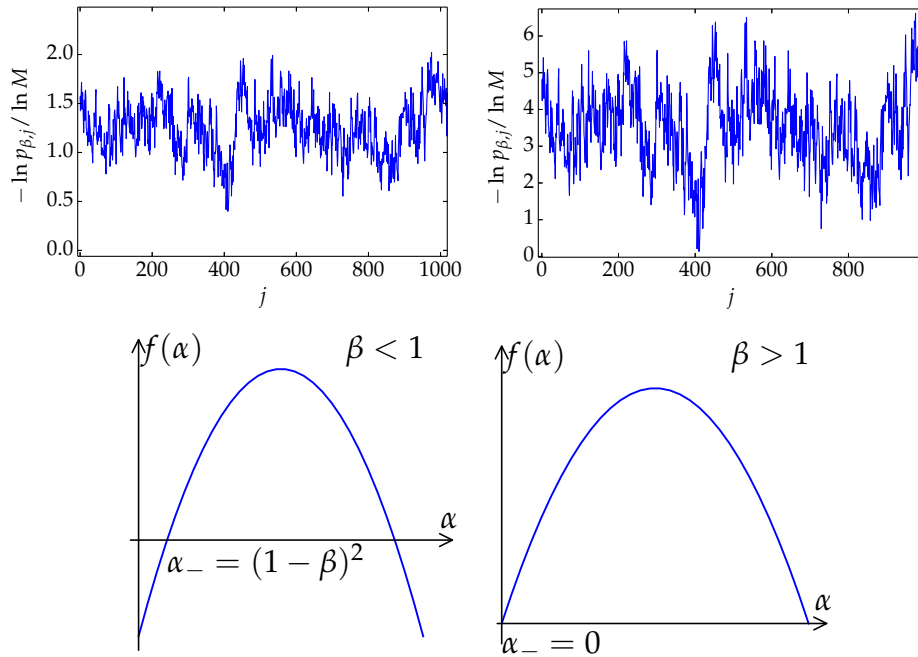 − ln p_{β,j} / ln M
2.0
1.5
1.0
0.5
0.0
0 200 400 600 800 1000
j
− ln p_{β,j} / ln M
6
5
4
3
2
1
0
0 200 400 600 800
j
f(α)
β < 1
α
α₋ = (1 − β)²
f(α)
β > 1
α
α₋ = 0